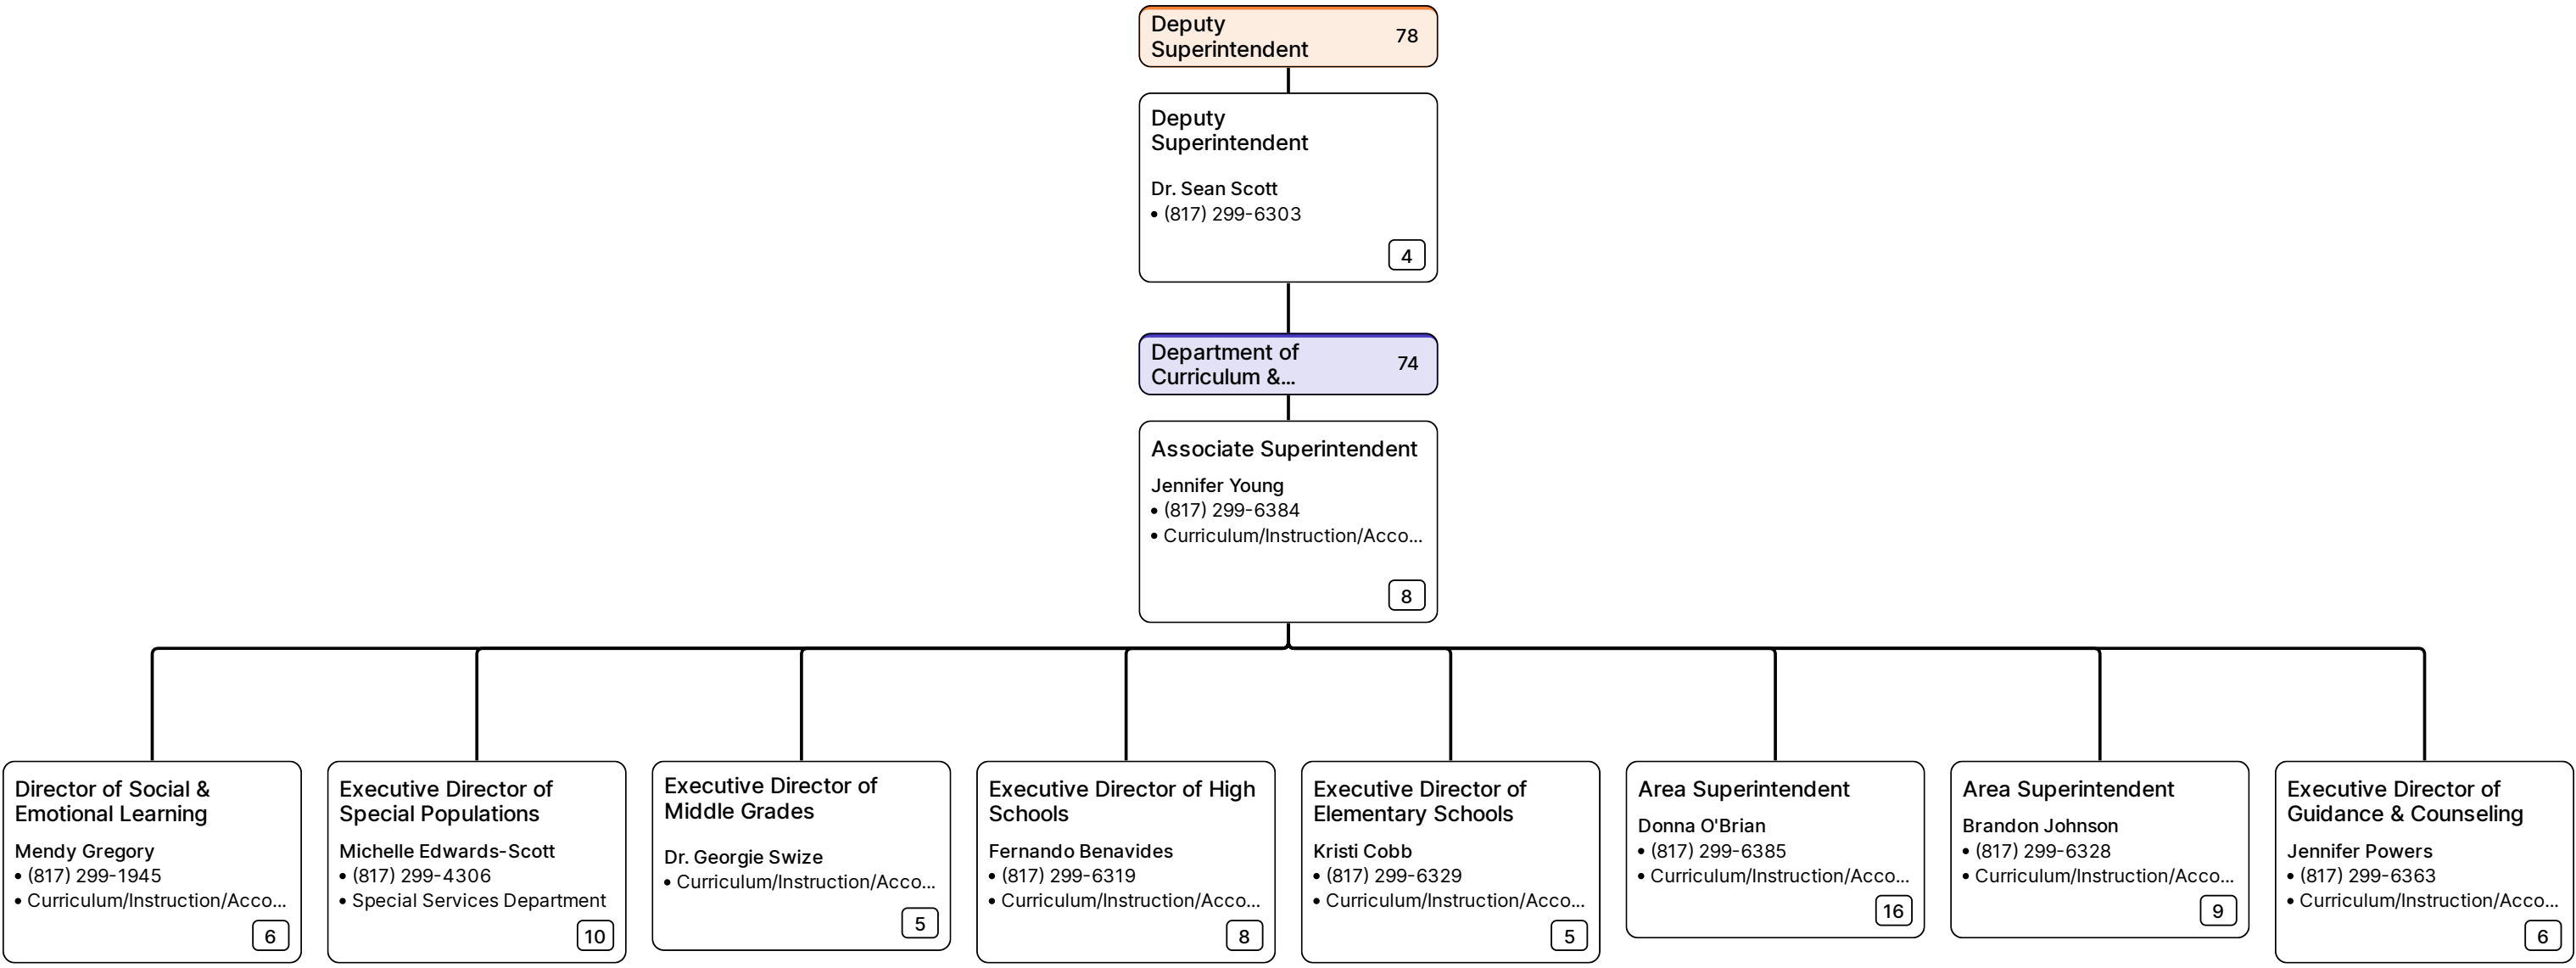 Deputy
Superintendent
78
Deputy
Superintendent
Dr. Sean Scott
• (817) 299-6303
4
Department of
Curriculum &...
74
Associate Superintendent
Jennifer Young
• (817) 299-6384
• Curriculum/Instruction/Acco...
8
Director of Social &
Emotional Learning
Mendy Gregory
• (817) 299-1945
• Curriculum/Instruction/Acco...
6
Executive Director of
Special Populations
Michelle Edwards-Scott
• (817) 299-4306
• Special Services Department
10
Executive Director of
Middle Grades
Dr. Georgie Swize
• Curriculum/Instruction/Acco...
5
Executive Director of High
Schools
Fernando Benavides
• (817) 299-6319
• Curriculum/Instruction/Acco...
8
Executive Director of
Elementary Schools
Kristi Cobb
• (817) 299-6329
• Curriculum/Instruction/Acco...
5
Area Superintendent
Donna O'Brian
• (817) 299-6385
• Curriculum/Instruction/Acco...
16
Area Superintendent
Brandon Johnson
• (817) 299-6328
• Curriculum/Instruction/Acco...
9
Executive Director of
Guidance & Counseling
Jennifer Powers
• (817) 299-6363
• Curriculum/Instruction/Acco...
6